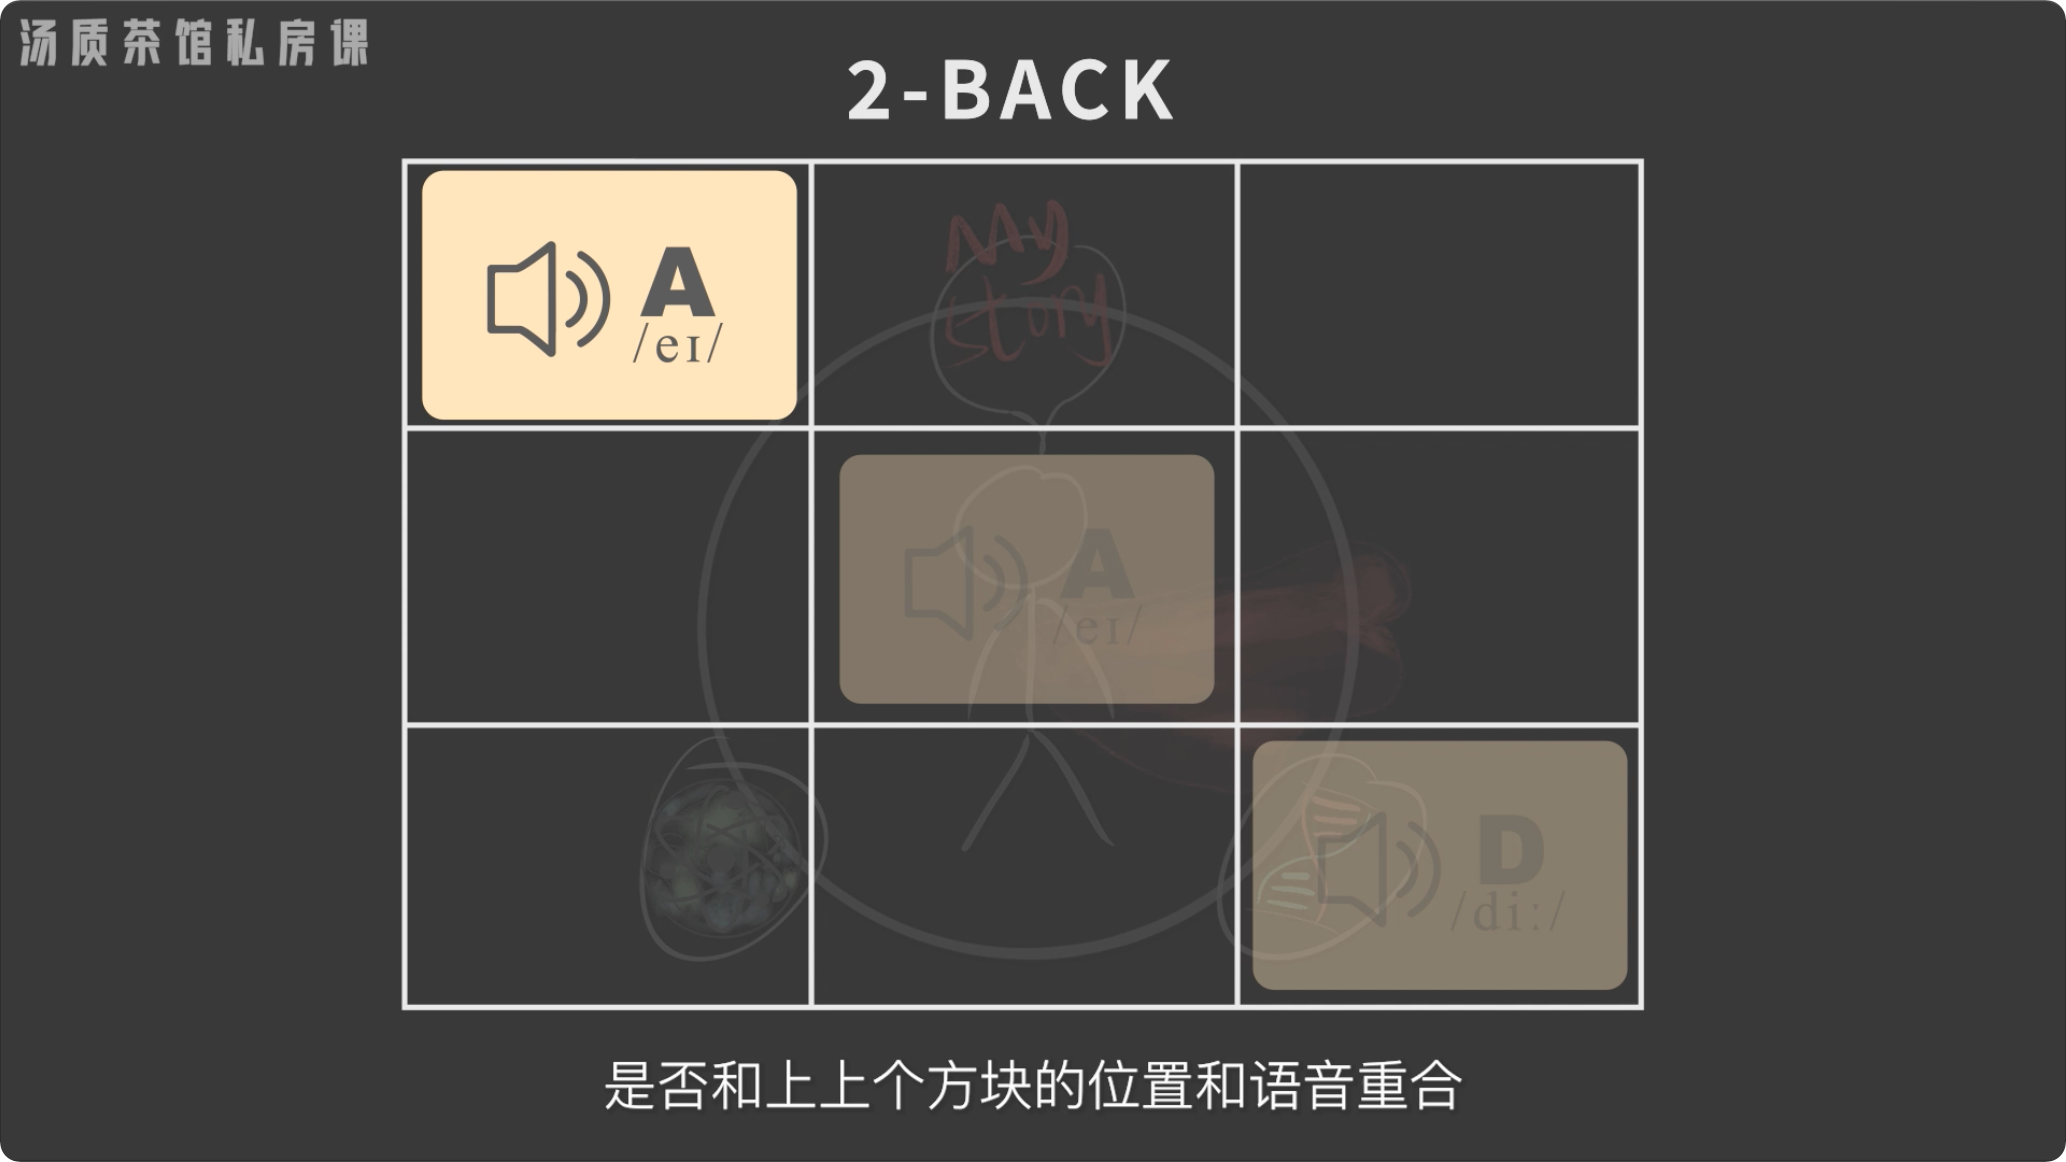 汤质茶馆私房课
2-BACK
A
/eɪ/
My
story
A
/eɪ/
D
/diː/
是否和上上个方块的位置和语音重合